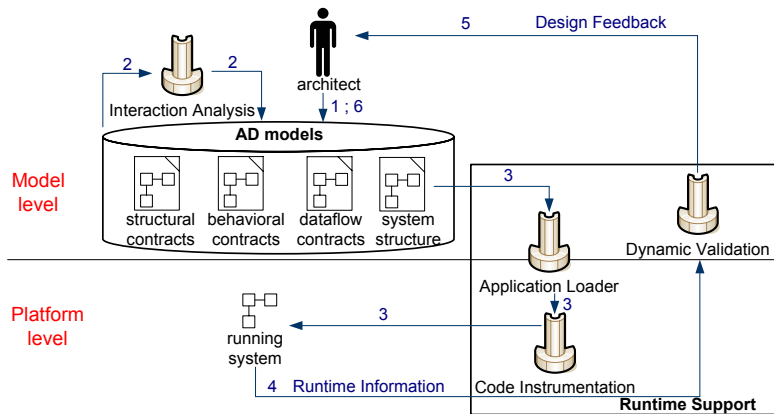 5
Design Feedback
2
2
Interaction Analysis
architect
1 ; 6
AD models
Model
level
structural
contracts
behavioral
contracts
dataflow
contracts
system
structure
3
Dynamic Validation
Application Loader
3
Platform
level
3
running
system
4 Runtime Information
Code Instrumentation
Runtime Support